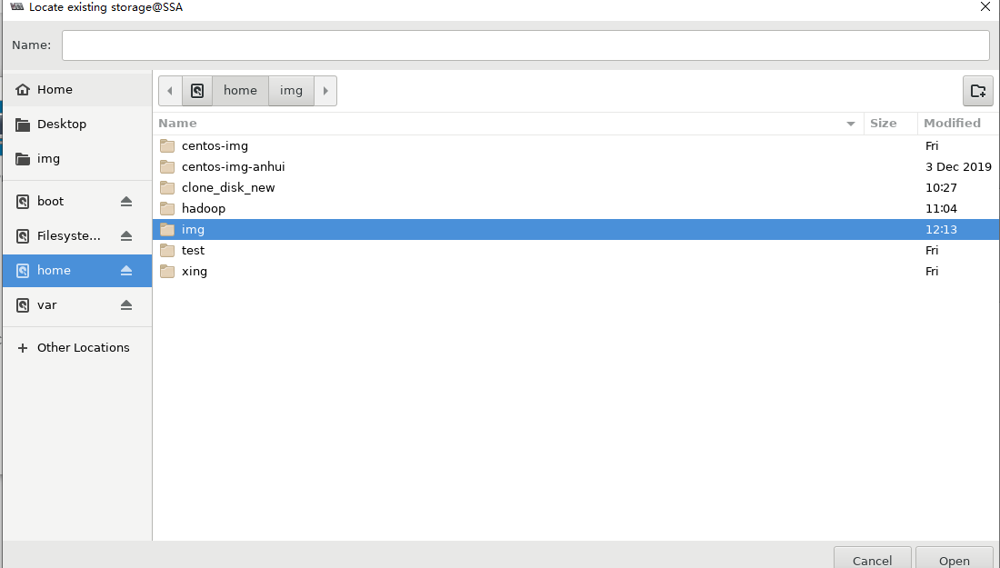 Locate existing storage@SSA
Name:
Home
Desktop
img
boot
Filesyste...
home
var
Other Locations
home img
Name Size Modified
centos-img Fri
centos-img-anhui 3 Dec 2019
clone_disk_new 10:27
hadoop 11:04
img 12:13
test Fri
xing Fri
Cancel Open